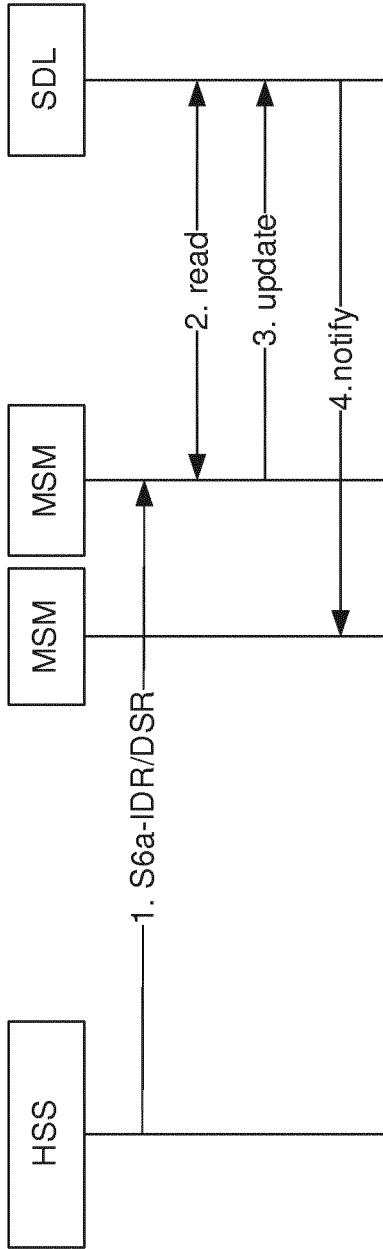 HSS
MSM
MSM
SDL
1. S6a-IDR/DSR
2. read
3. update
4.notify